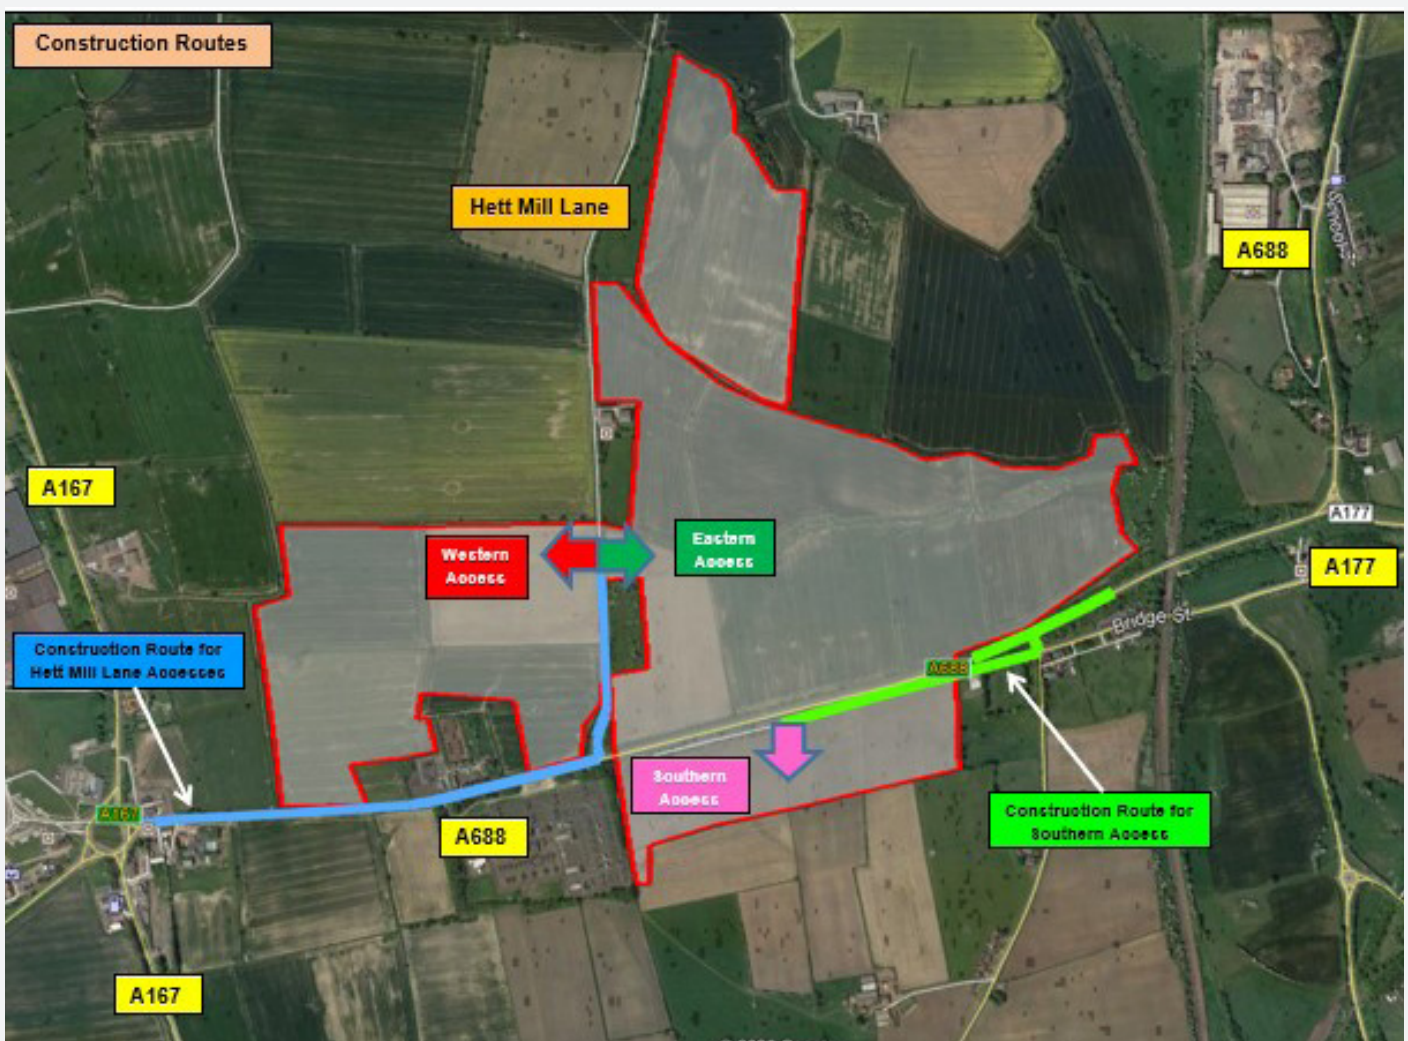 Construction Routes
Hett Mill Lane
A688
A167
A177
Western
Access
Eastern
Access
A177
Bridge St
Construction Route for
Hett Mill Lane Accesses
A688
Southern
Access
A167
A688
Construction Route for
Southern Access
A167